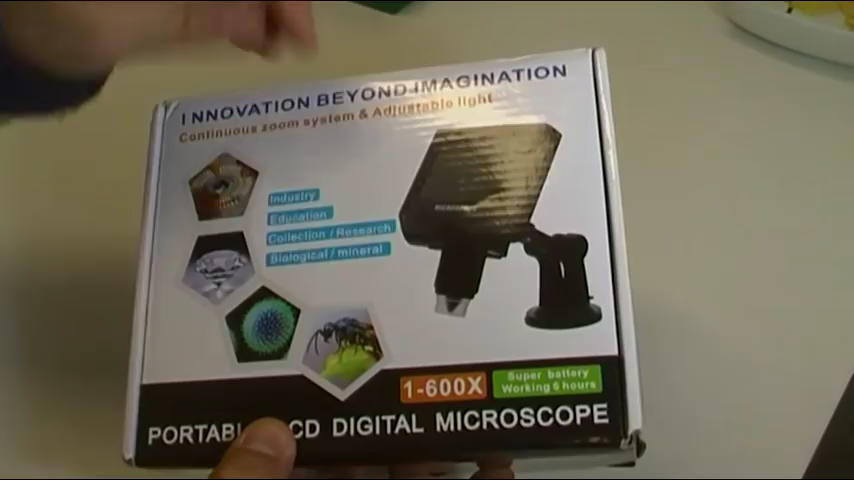 INNOVATION BEYOND IMAGINATION
Continuous zoom system & Adjustable light
Industry
Education
Collection / Research
Biological / mineral
1-600X
Super battery
Working 6 hours
CD DIGITAL MICROSCOPE